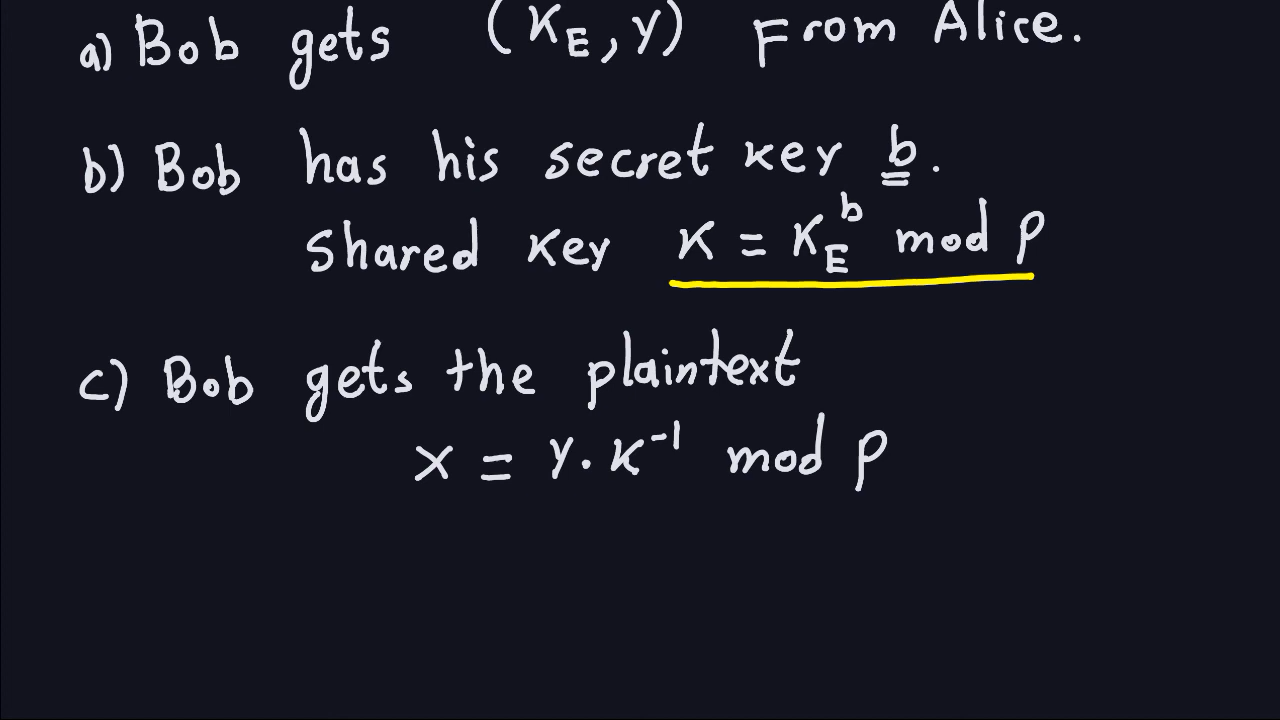 a) Bob gets (K_E, y) From Alice.
b) Bob has his secret key b.
Shared key K = K_E^b mod p
c) Bob gets the plaintext
x = y · K^-1 mod p